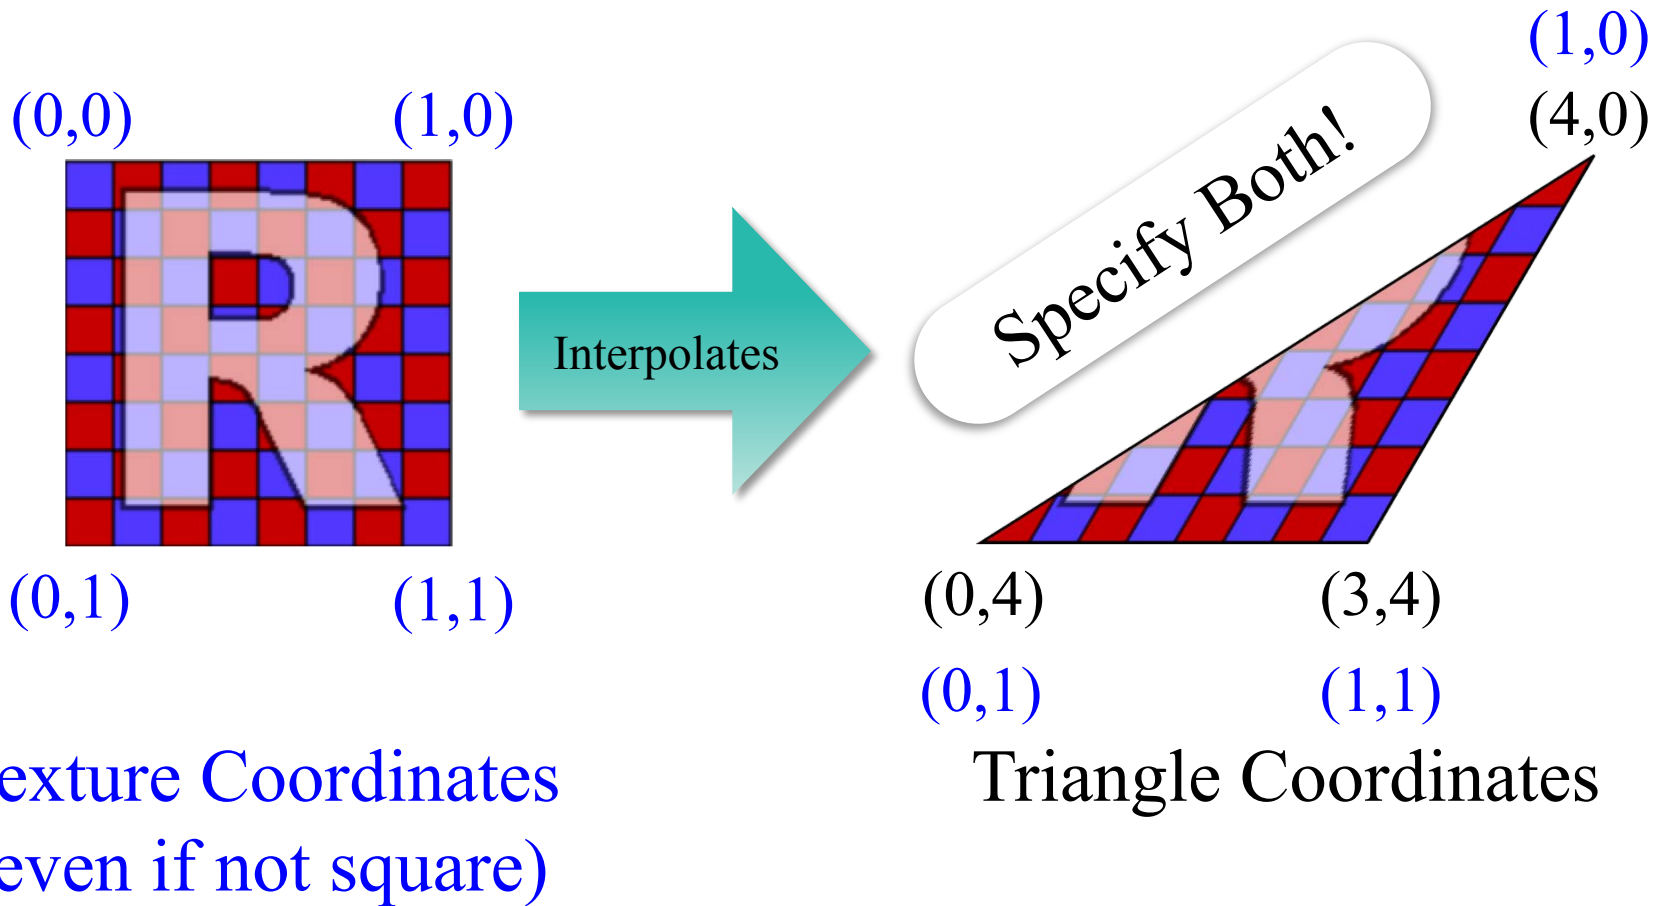 (0,0) (1,0)
R
(0,1) (1,1)
exture Coordinates
even if not square)
Interpolates
Specify Both!
(1,0)
(4,0)
(0,4) (3,4)
(0,1) (1,1)
Triangle Coordinates